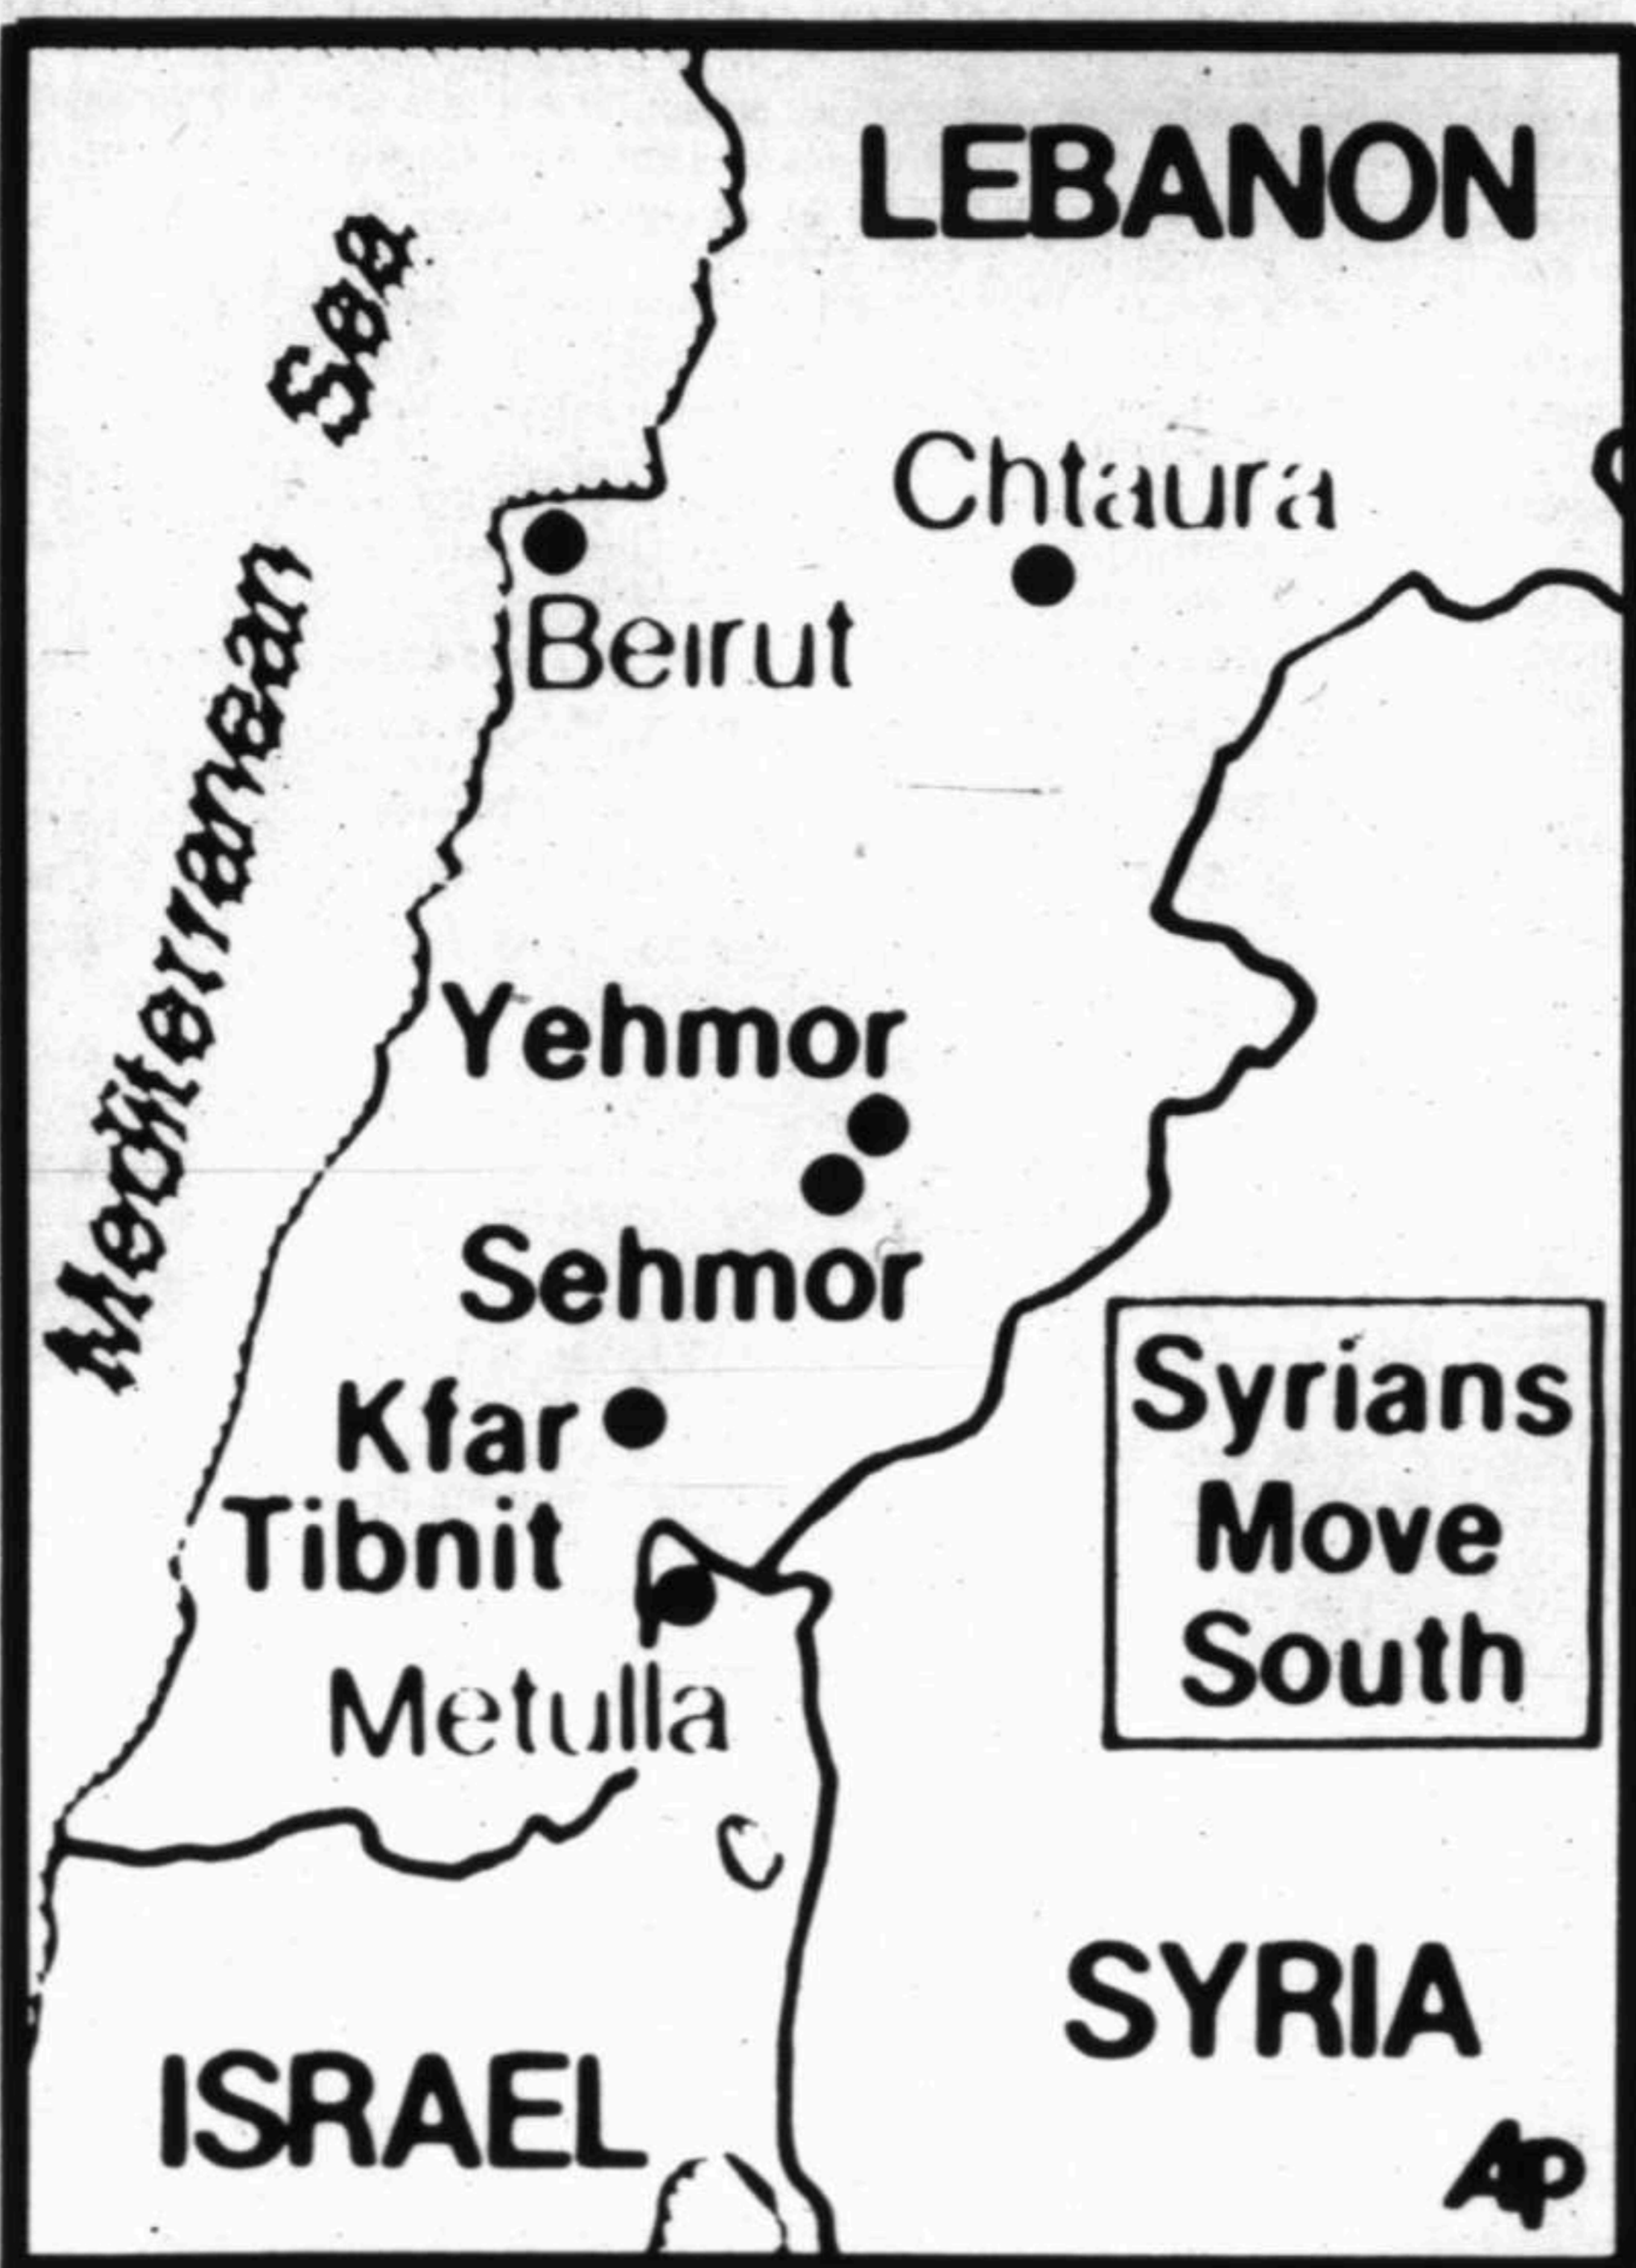 LEBANON
Mediterranean Sea
Chtaura
Beirut
Yehmor
Sehmor
Kfar
Tibnit
Metulla
Syrians
Move
South
SYRIA
ISRAEL
AP